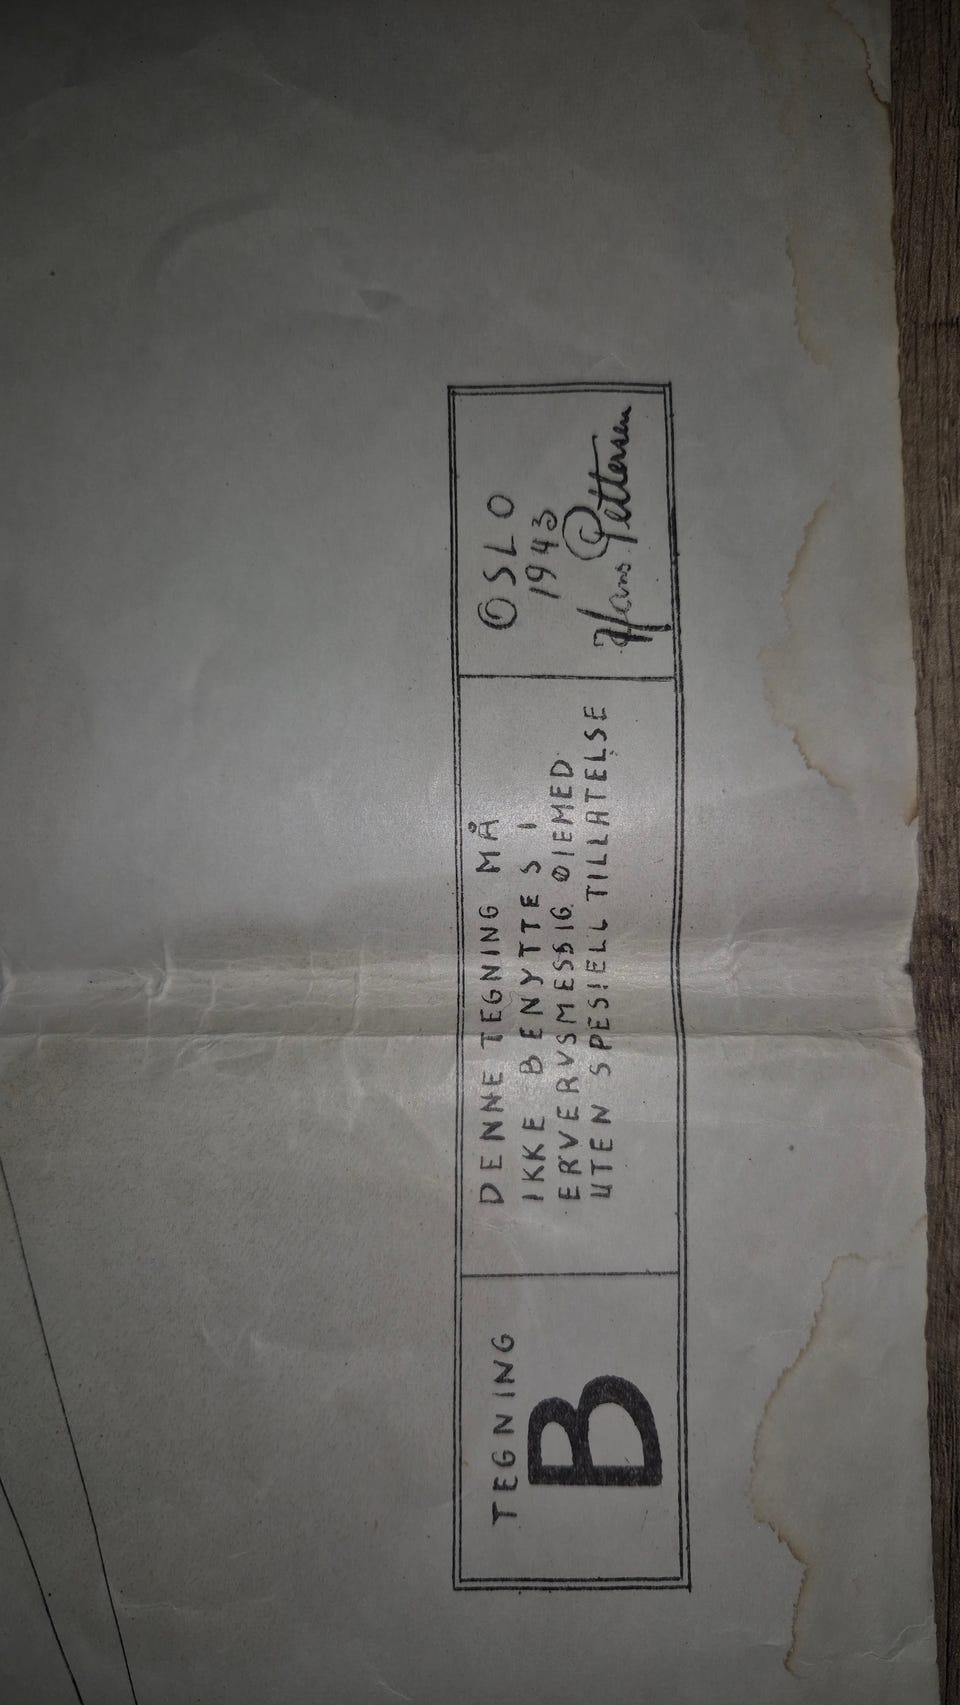 TEGNING
B
DENNE TEGNING MÅ
IKKE BENYTTES I
ERVERVSMESSIG ØIEMED
UTEN SPESIELL TILLATELSE
OSLO
1943
Hans Pettersen